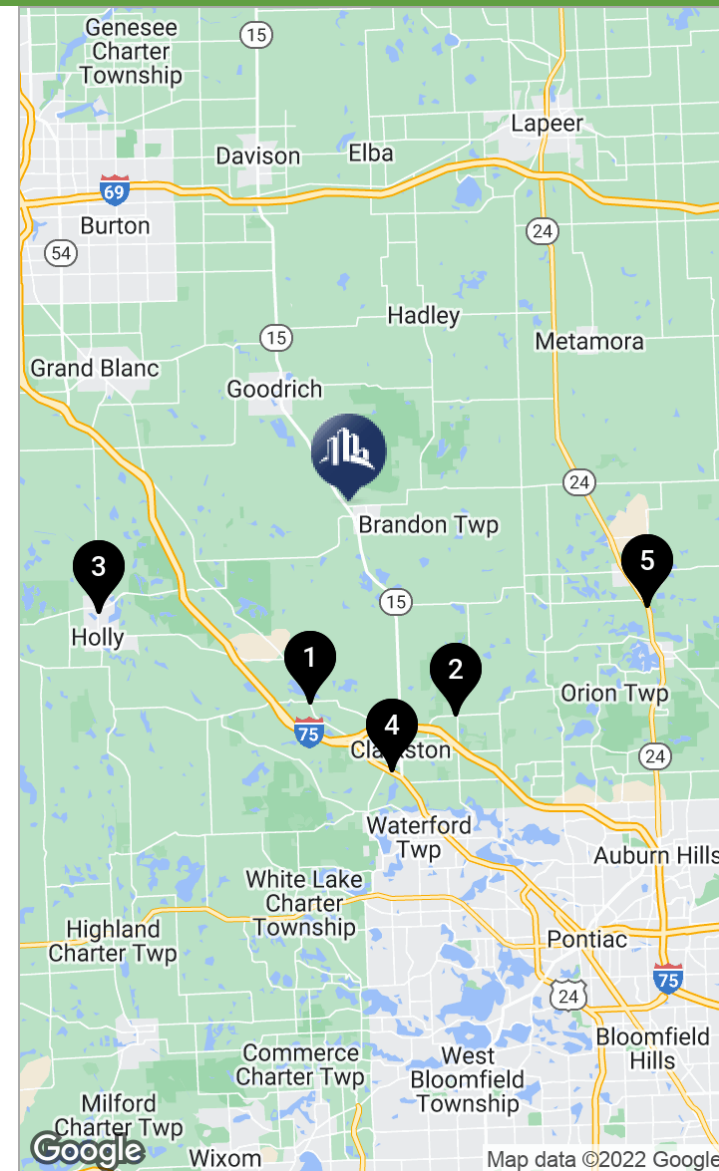 Genesee
Charter
Township
15
Lapeer
Davison
Elba
69
Burton
24
54
Hadley
15
Metamora
Grand Blanc
Goodrich
24
Brandon Twp
3
5
15
Holly
1
2
Orion Twp
75
4
Clarkston
24
Waterford
Twp
Auburn Hills
White Lake
Charter
Township
Highland
Charter Twp
Pontiac
75
24
Bloomfield
Hills
Commerce
Charter Twp
West
Bloomfield
Township
Milford
Charter Twp
Google
Wixom
Map data ©2022 Google